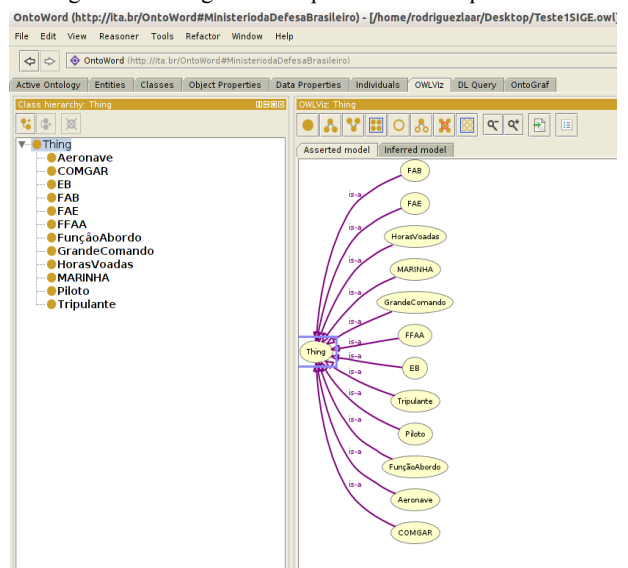 OntoWord (http://ita.br/OntoWord#MinisteriodaDefesaBrasileiro) - [/home/rodriguezlaar/Desktop/Teste1SIGE.owl]
File Edit View Reasoner Tools Refactor Window Help
OntoWord (http://ita.br/OntoWord#MinisteriodaDefesaBrasileiro)
Active Ontology Entities Classes Object Properties Data Properties Individuals OWLViz DL Query OntoGraf
Class hierarchy: Thing
OWLViz: Thing
Asserted model Inferred model
Thing
Aeronave
COMGAR
EB
FAB
FAE
FFAA
FunçãoAbordo
GrandeComando
HorasVoadas
MARINHA
Piloto
Tripulante
FAB
is-a
FAE
is-a
HorasVoadas
is-a
MARINHA
is-a
GrandeComando
is-a
FFAA
is-a
Thing
is-a
EB
is-a
Tripulante
is-a
Piloto
is-a
FunçãoAbordo
is-a
Aeronave
is-a
COMGAR